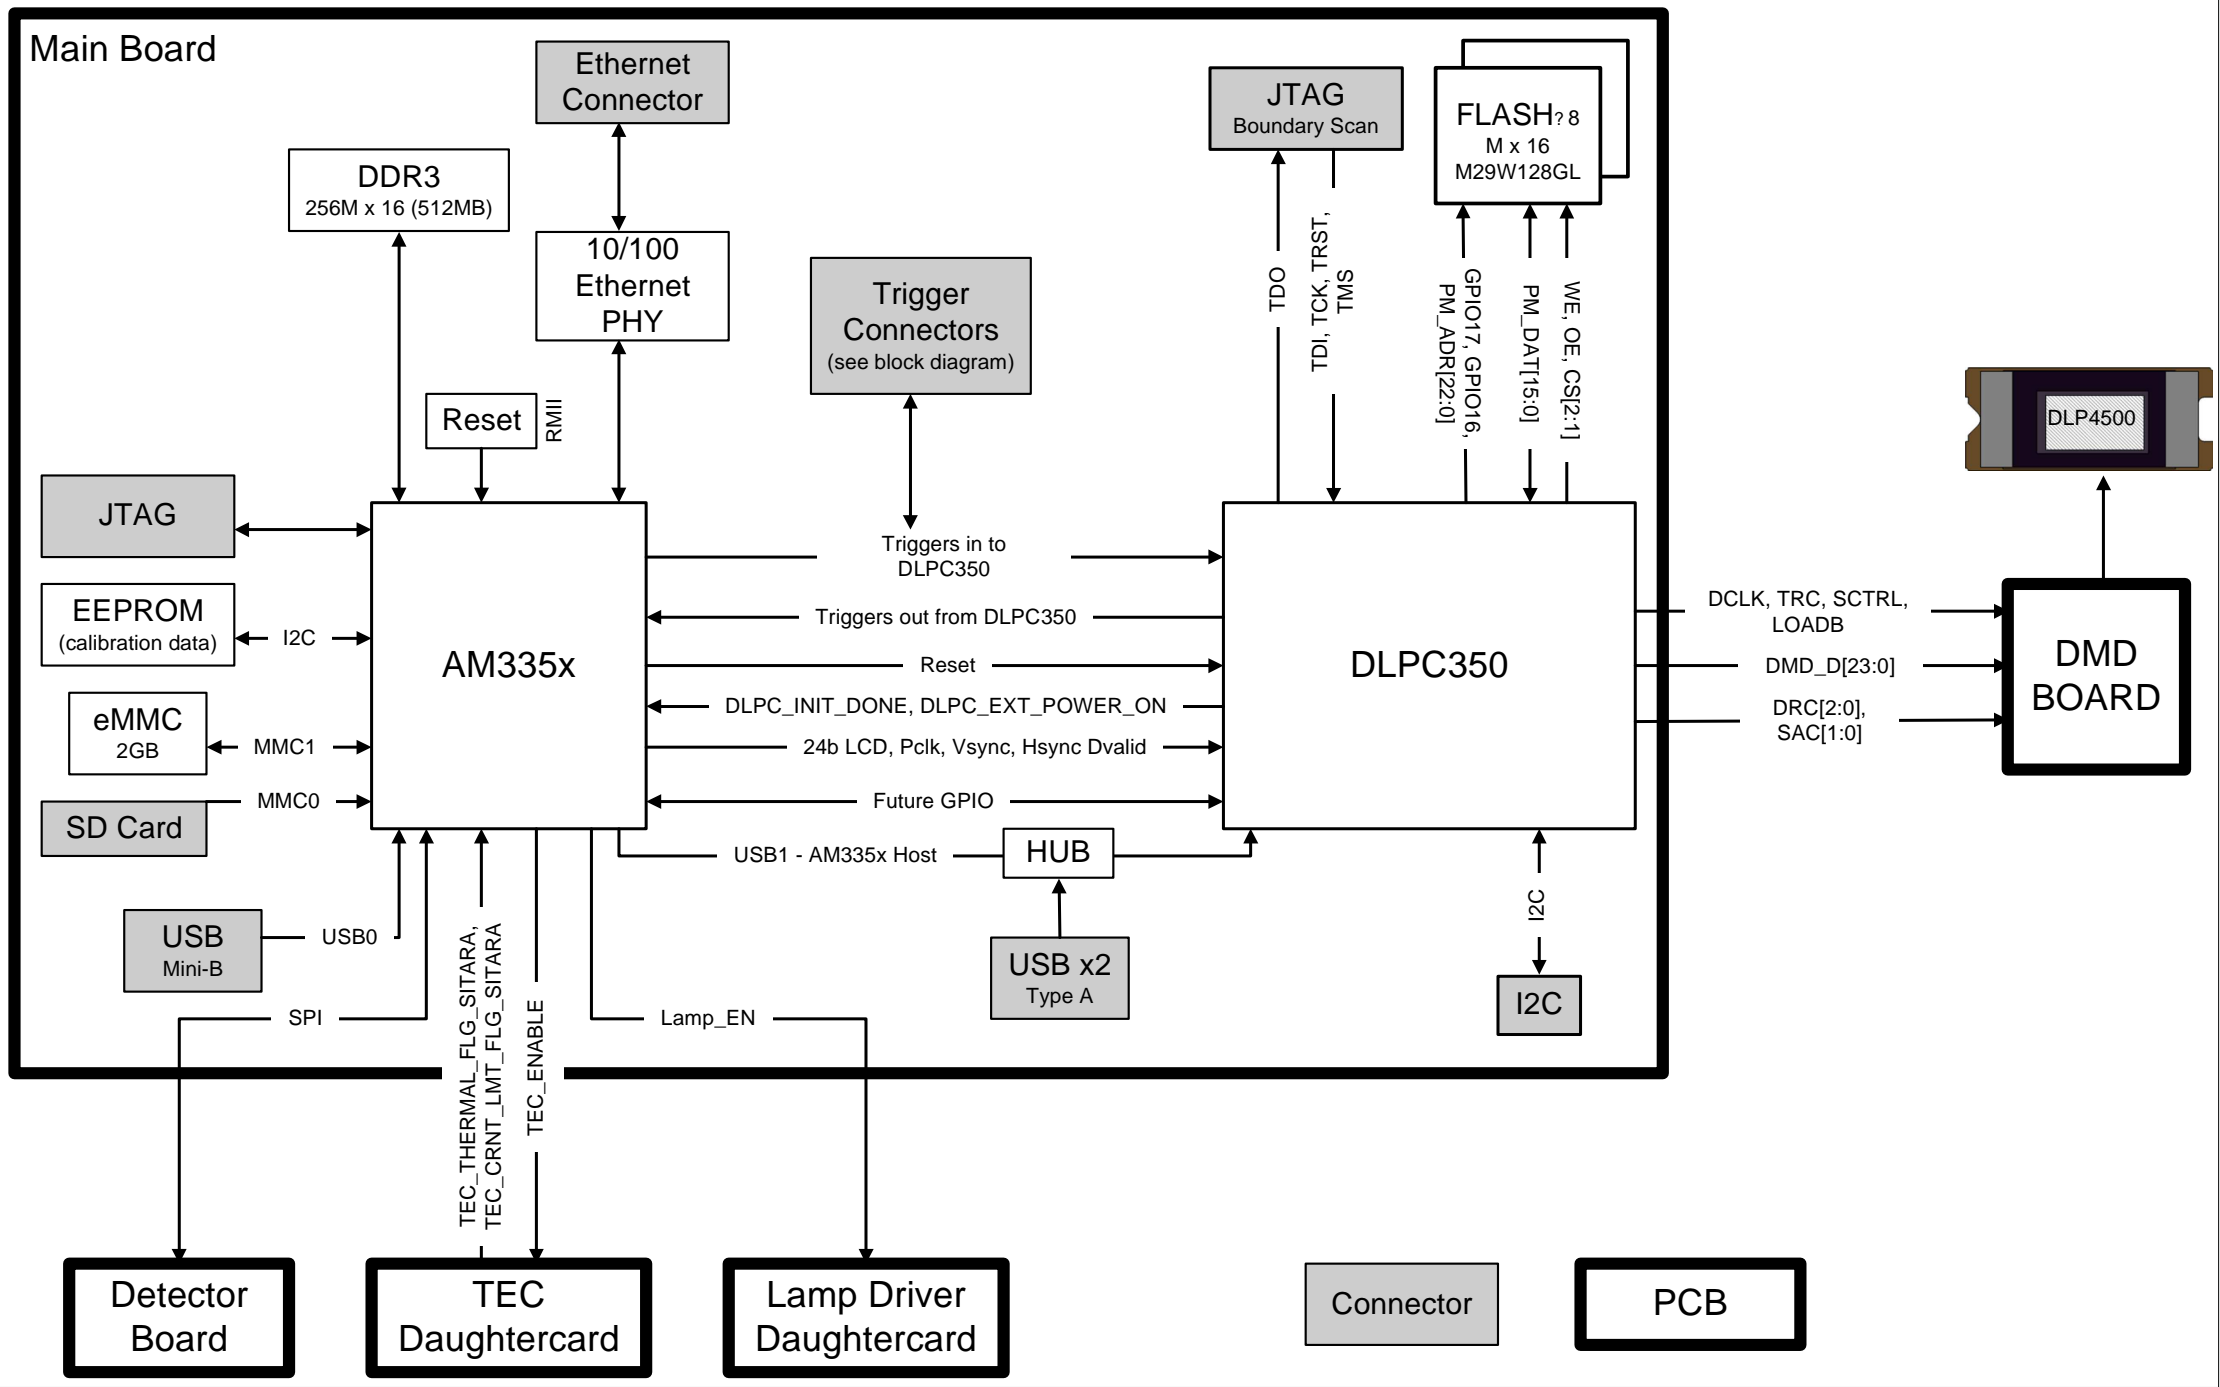 Main Board
Ethernet
Connector
JTAG
Boundary Scan
FLASH? 8
M x 16
M29W128GL
DDR3
256M x 16 (512MB)
10/100
Ethernet
PHY
Trigger
Connectors
(see block diagram)
TDO
TDI, TCK, TRST,
TMS
GPIO17, GPIO16,
PM_ADR[22:0]
PM_DAT[15:0]
WE, OE, CS[2:1]
DLP4500
Reset
RMII
JTAG
Triggers in to
DLPC350
EEPROM
(calibration data)
I2C
Triggers out from DLPC350
DCLK, TRC, SCTRL,
LOADB
AM335x
Reset
DLPC350
DMD_D[23:0]
DMD
BOARD
eMMC
2GB
MMC1
DLPC_INIT_DONE, DLPC_EXT_POWER_ON
DRC[2:0],
SAC[1:0]
24b LCD, Pclk, Vsync, Hsync Dvalid
SD Card
MMC0
Future GPIO
USB1 - AM335x Host
HUB
USB
Mini-B
USB0
I2C
USB x2
Type A
I2C
SPI
TEC_THERMAL_FLG_SITARA,
TEC_CRNT_LMT_FLG_SITARA
TEC_ENABLE
Lamp_EN
Detector
Board
TEC
Daughtercard
Lamp Driver
Daughtercard
Connector
PCB